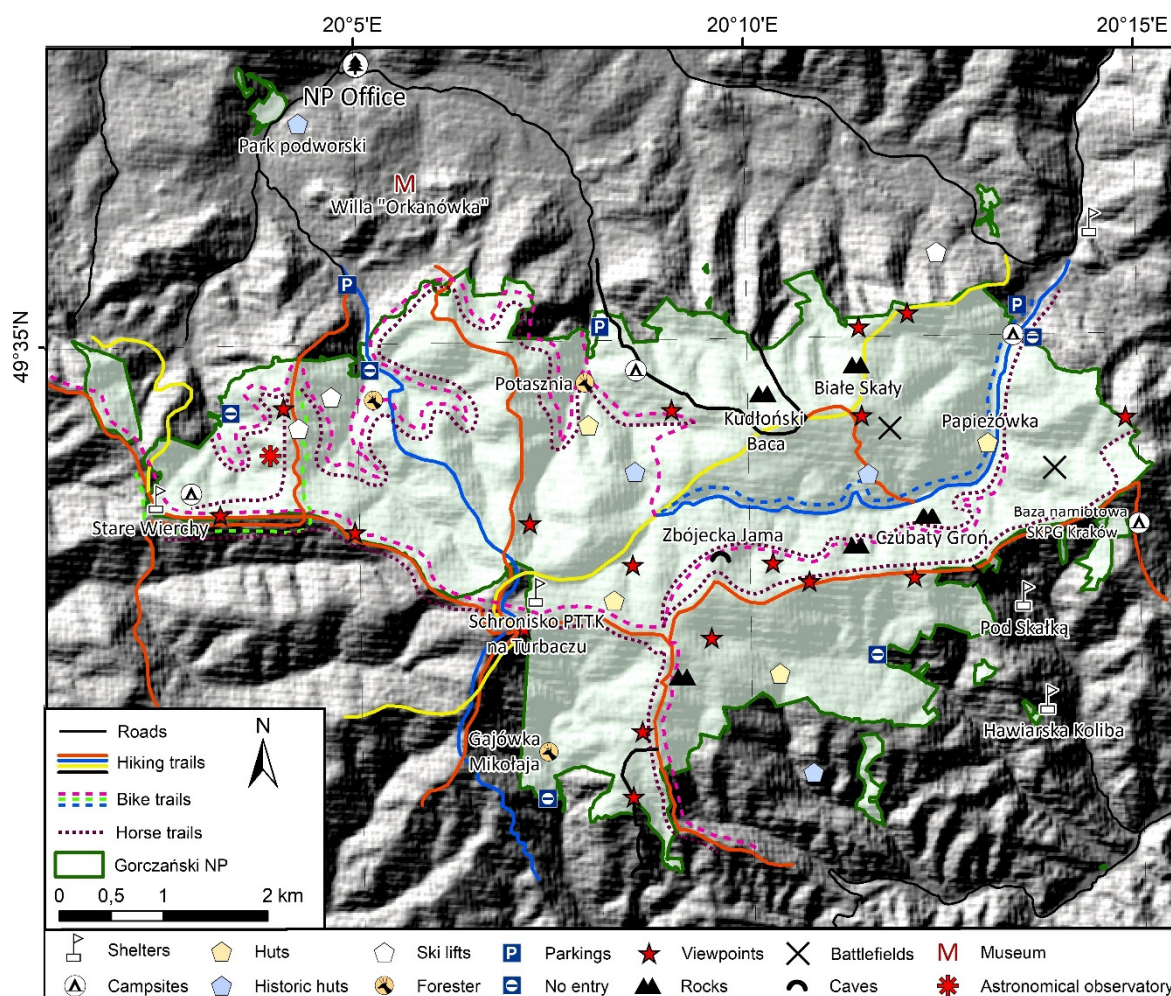 20°5'E
20°10'E
20°15'E
49°35'N
NP Office
Park podworski
M
Willa "Orkanówka"
P
P
P
Potasznia
Białe Skały
Kudłoński
Baca
Papieżówka
Stare Wierchy
Zbójecka Jama
Czubaty Groń
Baza namiotowa
SKPG Kraków
Schronisko PTTK
na Turbaczu
Pod Skałką
Hawiarska Koliba
Gajówka
Mikołaja
N
Roads
Hiking trails
Bike trails
Horse trails
Gorczański NP
0 0,5 1 2 km
Shelters Huts Ski lifts P Parkings Viewpoints Battlefields M Museum
Campsites Historic huts Forester No entry Rocks Caves Astronomical observatory